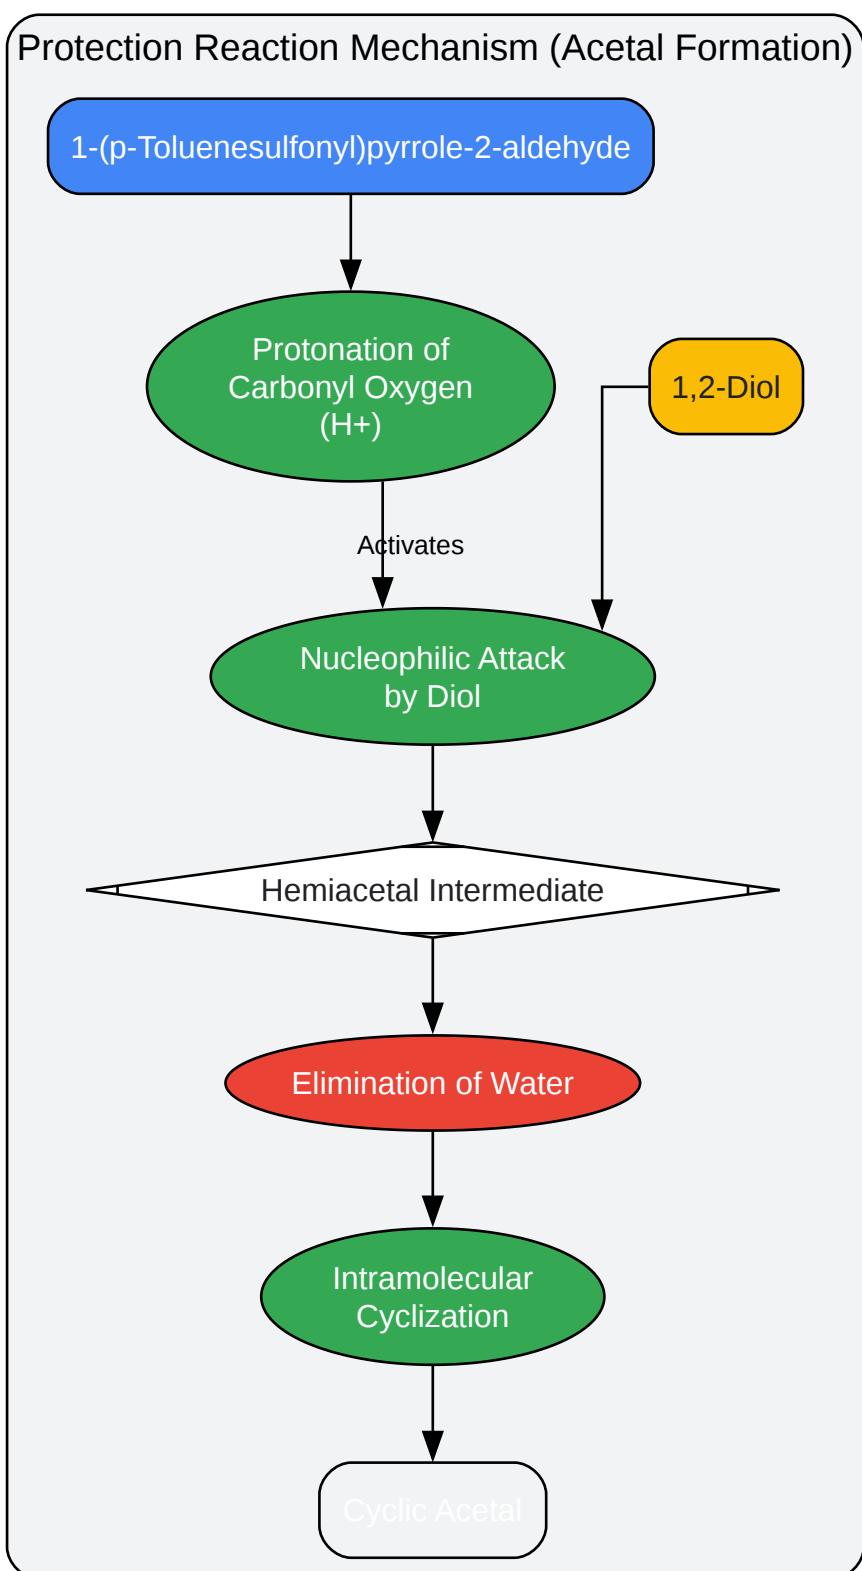 Protection Reaction Mechanism (Acetal Formation)
1-(p-Toluenesulfonyl)pyrrole-2-aldehyde
Protonation of
Carbonyl Oxygen
(H+)
1,2-Diol
Activates
Nucleophilic Attack
by Diol
Hemiacetal Intermediate
Elimination of Water
Intramolecular
Cyclization
Cyclic Acetal